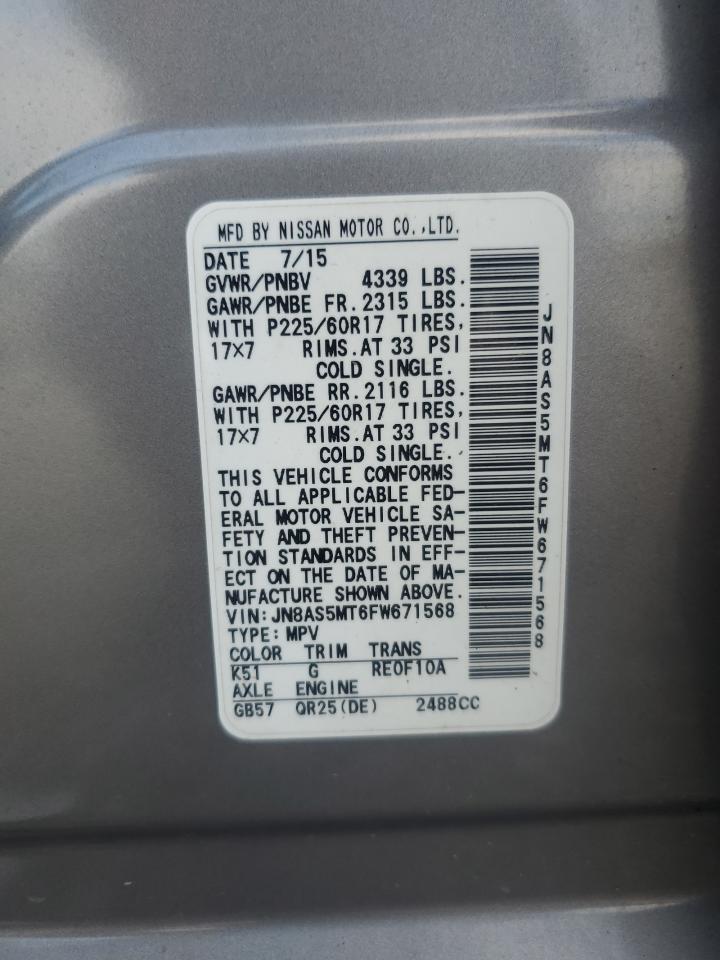 MFD BY NISSAN MOTOR CO.,LTD.
DATE 7/15
GVWR/PNBV 4339 LBS.
GAWR/PNBE FR.2315 LBS.
WITH P225/60R17 TIRES,
17×7 RIMS.AT 33 PSI
COLD SINGLE.
GAWR/PNBE RR.2116 LBS.
WITH P225/60R17 TIRES,
17×7 RIMS.AT 33 PSI
COLD SINGLE.
THIS VEHICLE CONFORMS
TO ALL APPLICABLE FED-
ERAL MOTOR VEHICLE SA-
FETY AND THEFT PREVEN-
TION STANDARDS IN EFF-
ECT ON THE DATE OF MA-
NUFACTURE SHOWN ABOVE.
VIN:JN8AS5MT6FW671568
TYPE:MPV
COLOR TRIM TRANS
K51 G RE0F10A
AXLE ENGINE
GB57 QR25(DE) 2488CC
JN8AS5MT6FW671568